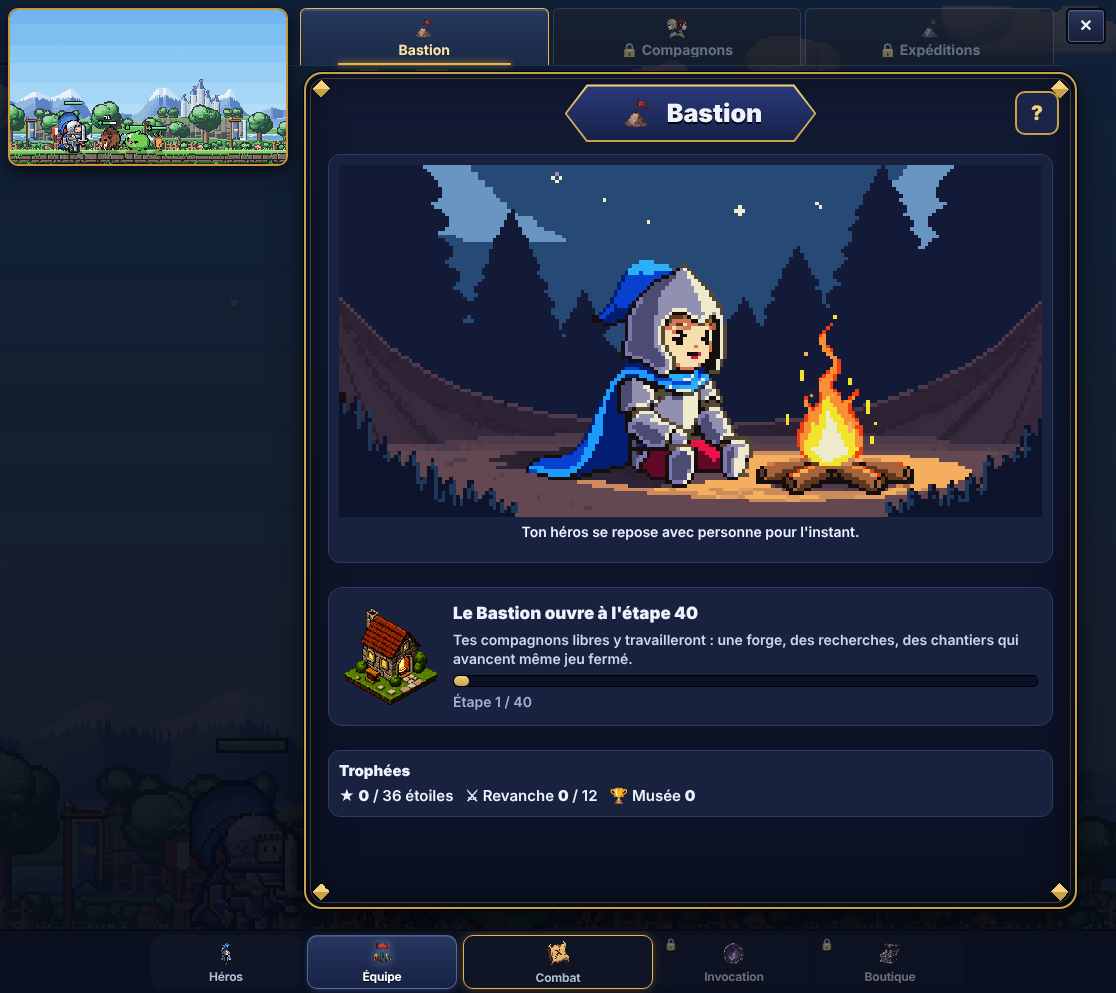 Bastion
Compagnons
Expéditions
×
Bastion
?
Ton héros se repose avec personne pour l'instant.
Le Bastion ouvre à l'étape 40
Tes compagnons libres y travailleront : une forge, des recherches, des chantiers qui
avancent même jeu fermé.
Étape 1 / 40
Trophées
★ 0 / 36 étoiles ⚔ Revanche 0 / 12 🏆 Musée 0
Héros
Équipe
Combat
Invocation
Boutique